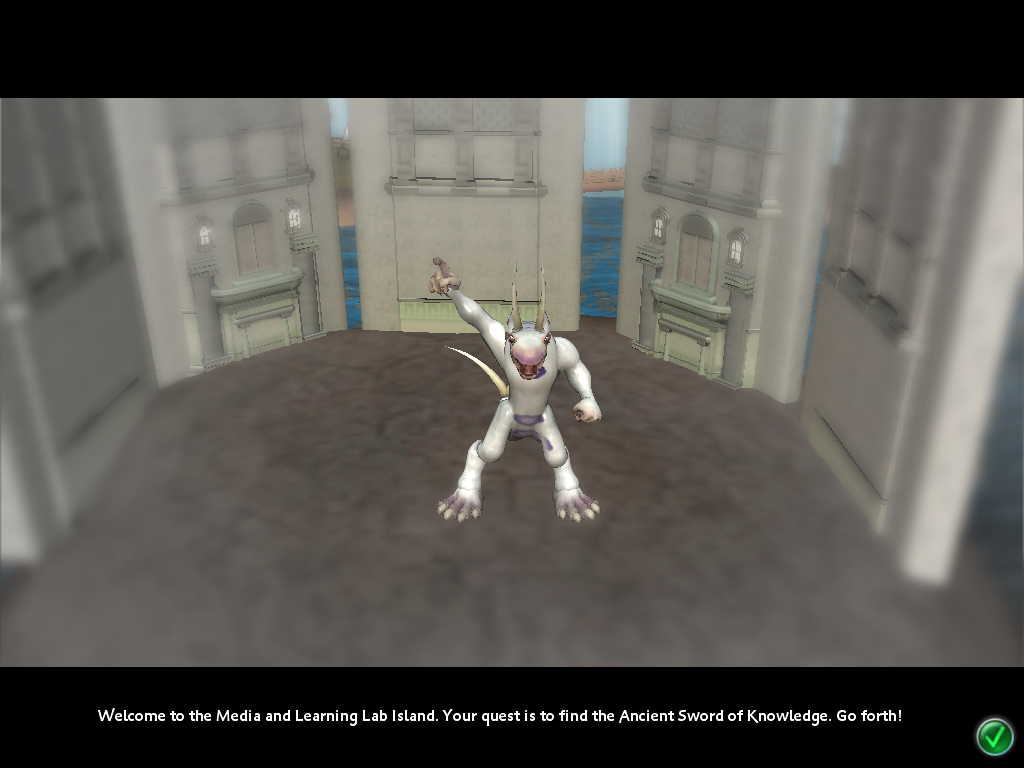 Welcome to the Media and Learning Lab Island. Your quest is to find the Ancient Sword of Knowledge. Go forth!